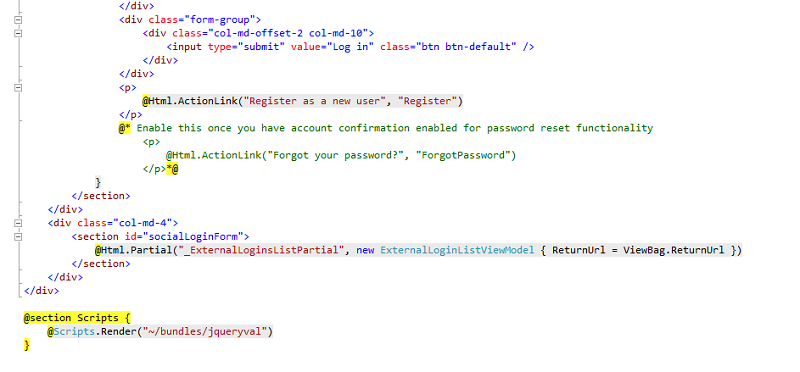 </div>
<div class="form-group">
<div class="col-md-offset-2 col-md-10">
<input type="submit" value="Log in" class="btn btn-default" />
</div>
</div>
<p>
@Html.ActionLink("Register as a new user", "Register")
</p>
@* Enable this once you have account confirmation enabled for password reset functionality
<p>
@Html.ActionLink("Forgot your password?", "ForgotPassword")
</p>*@
}
</section>
</div>
<div class="col-md-4">
<section id="socialLoginForm">
@Html.Partial("_ExternalLoginsListPartial", new ExternalLoginListViewModel { ReturnUrl = ViewBag.ReturnUrl })
</section>
</div>
</div>
@section Scripts {
@Scripts.Render("~/bundles/jqueryval")
}